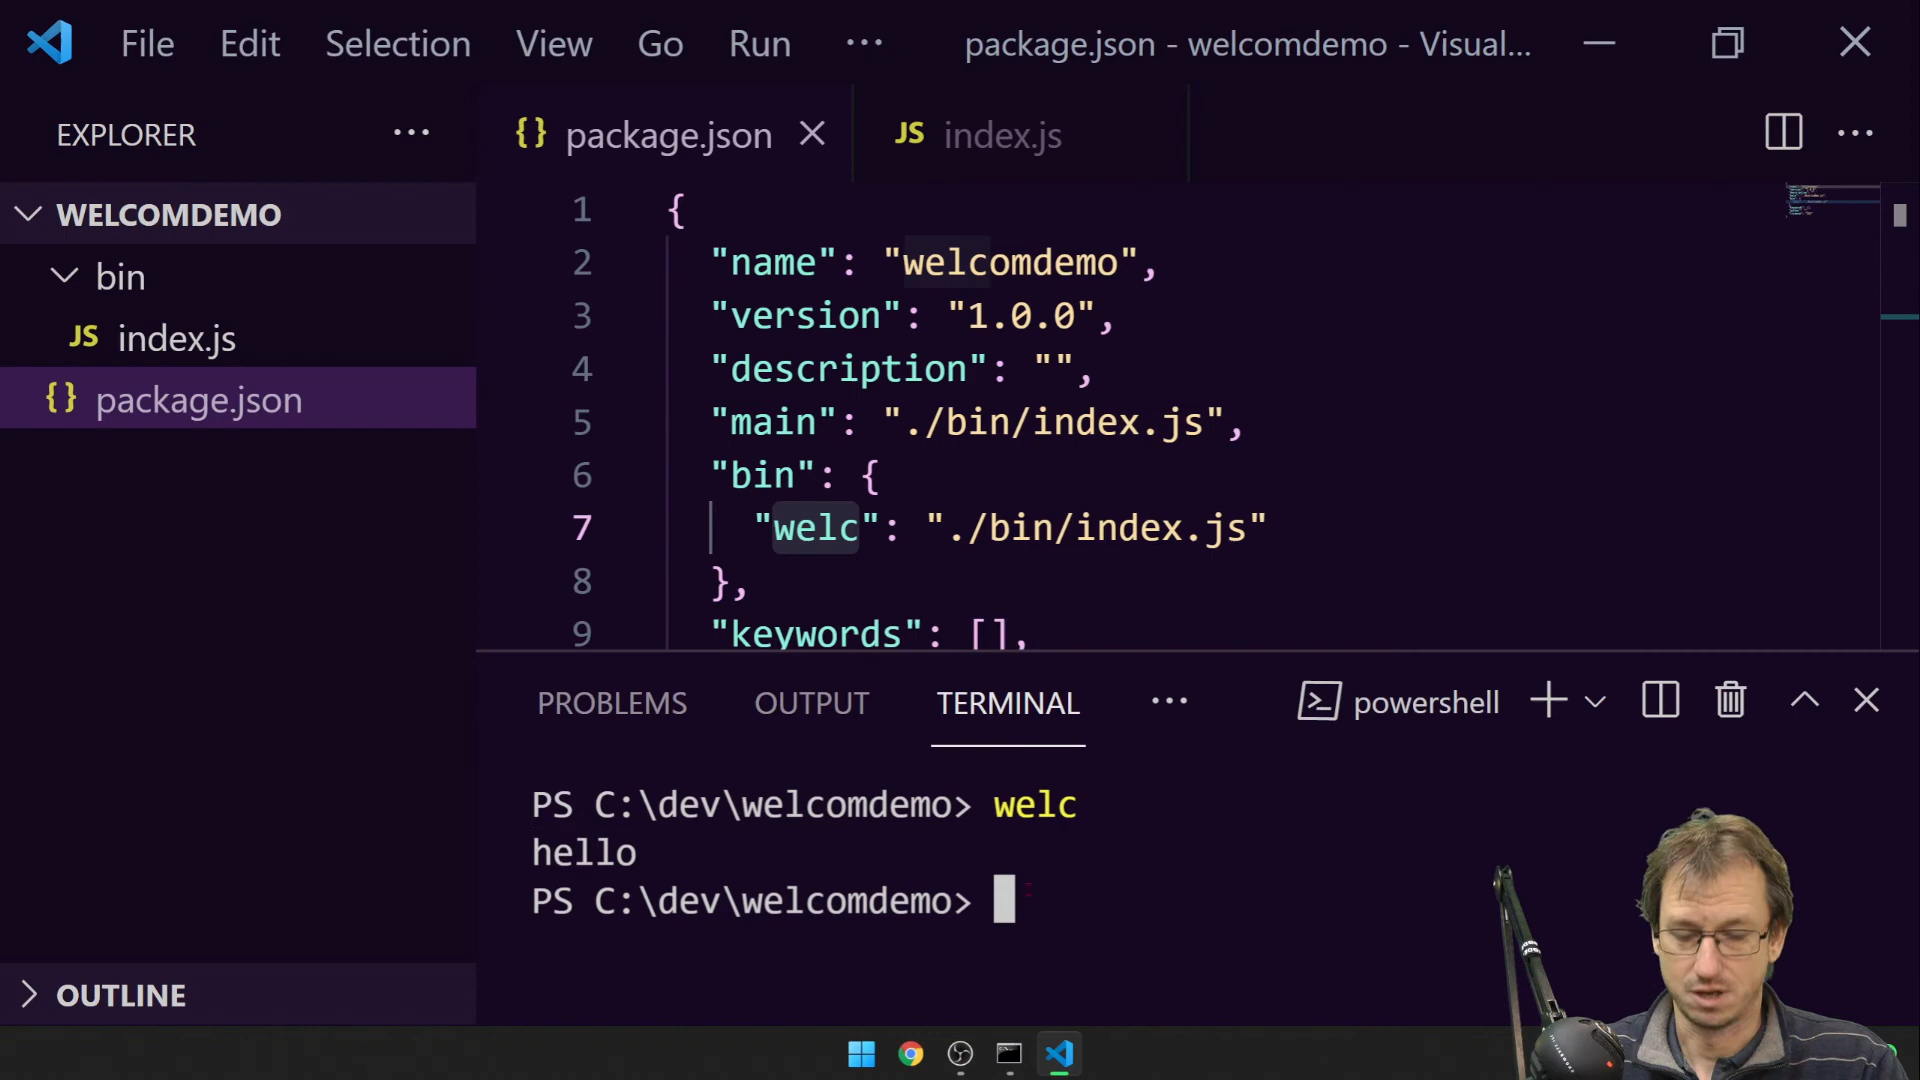 File Edit Selection View Go Run ··· package.json - welcomdemo - Visual...
EXPLORER ···
{} package.json JS index.js ···
WELCOMDEMO
bin
JS index.js
{} package.json
OUTLINE
1 {
2 "name": "welcomdemo",
3 "version": "1.0.0",
4 "description": "",
5 "main": "./bin/index.js",
6 "bin": {
7 "welc": "./bin/index.js"
8 },
9 "keywords": [],
PROBLEMS OUTPUT TERMINAL ··· powershell
PS C:\dev\welcomdemo> welc
hello
PS C:\dev\welcomdemo>